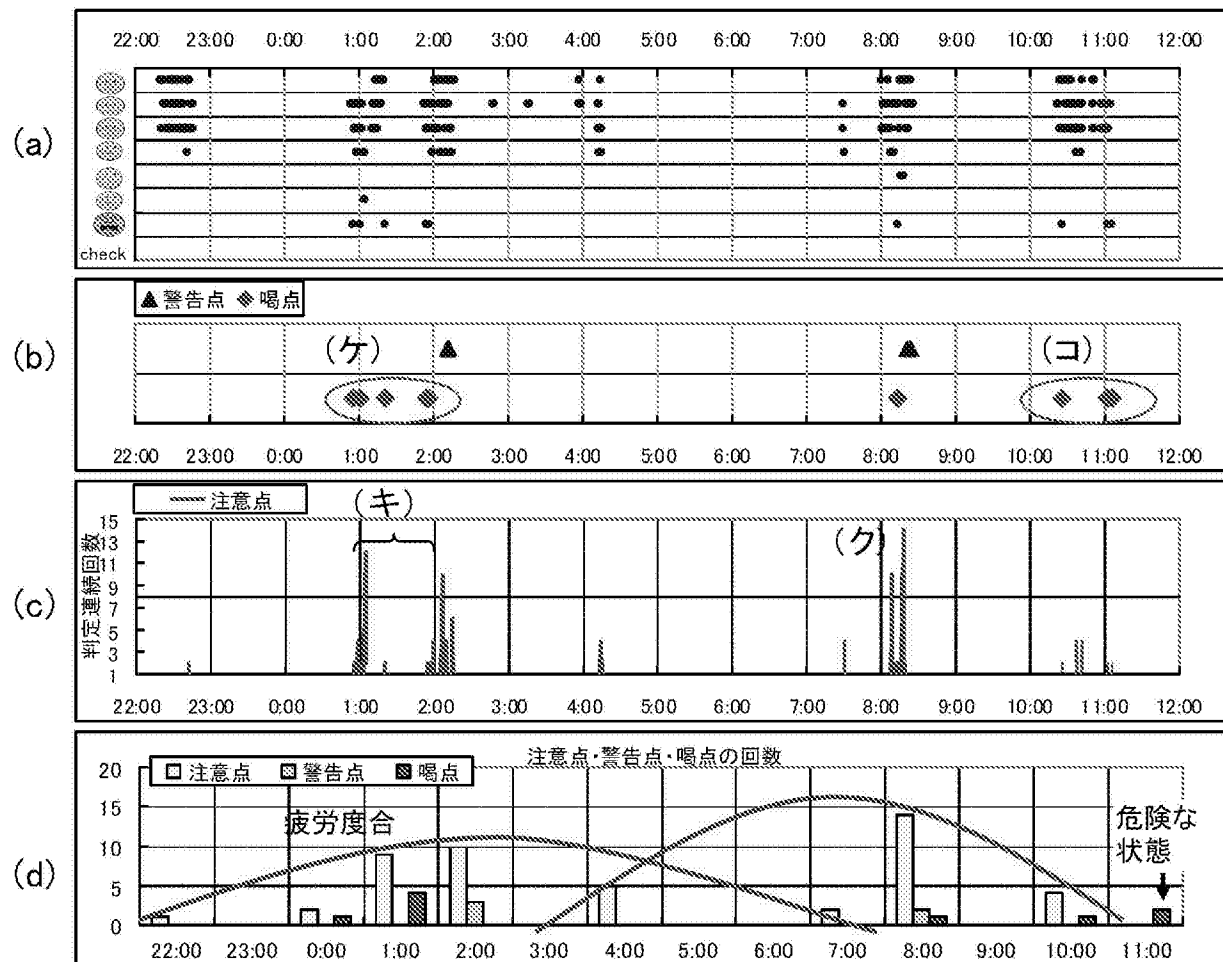 22:00 23:00 0:00 1:00 2:00 3:00 4:00 5:00 6:00 7:00 8:00 9:00 10:00 11:00 12:00
(a)
check
▲警告点 ◆喝点
(b)
(ケ)
(コ)
22:00 23:00 0:00 1:00 2:00 3:00 4:00 5:00 6:00 7:00 8:00 9:00 10:00 11:00 12:00
注意点
(キ)
(ク)
(c)
判定連続回数
15
13
11
9
7
5
3
1
22:00 23:00 0:00 1:00 2:00 3:00 4:00 5:00 6:00 7:00 8:00 9:00 10:00 11:00 12:00
注意点・警告点・喝点の回数
注意点 警告点 喝点
20
15
10
5
0
疲労度合
危険な
状態
(d)
22:00 23:00 0:00 1:00 2:00 3:00 4:00 5:00 6:00 7:00 8:00 9:00 10:00 11:00